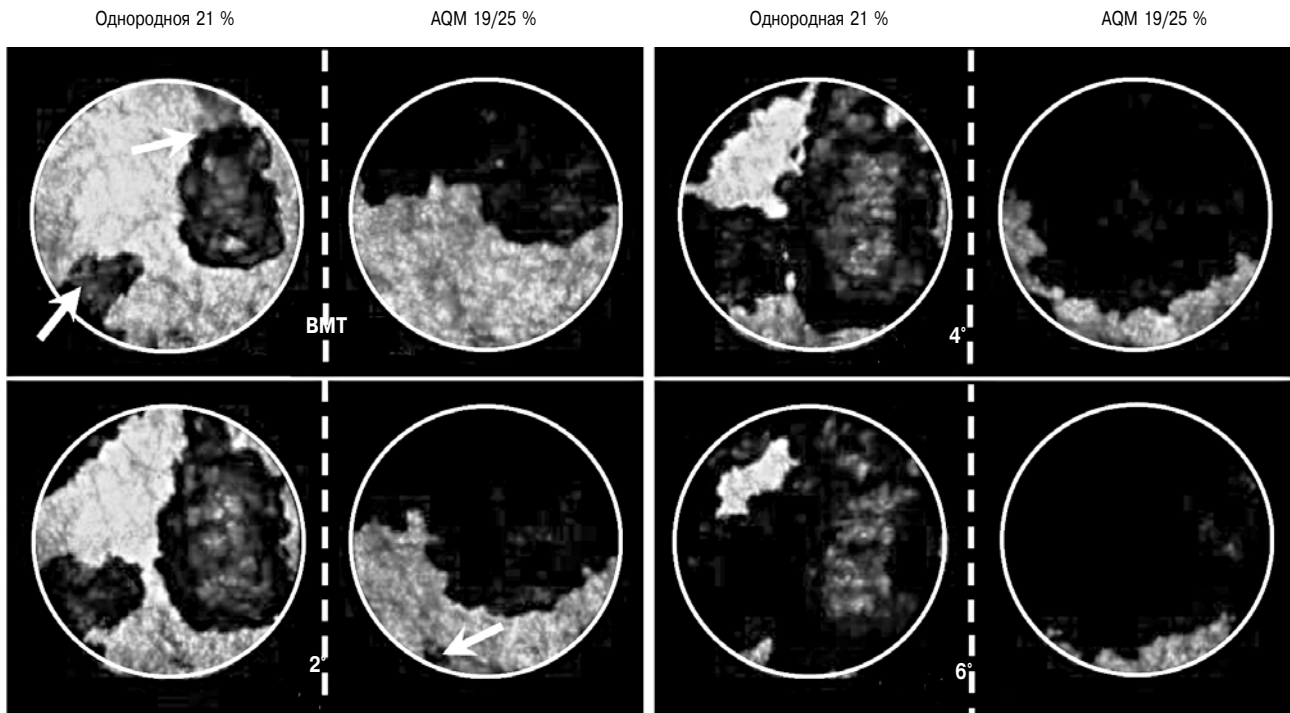 Однородноя 21 %
AQM 19/25 %
Однородная 21 %
AQM 19/25 %
ВМТ
4°
2°
6°